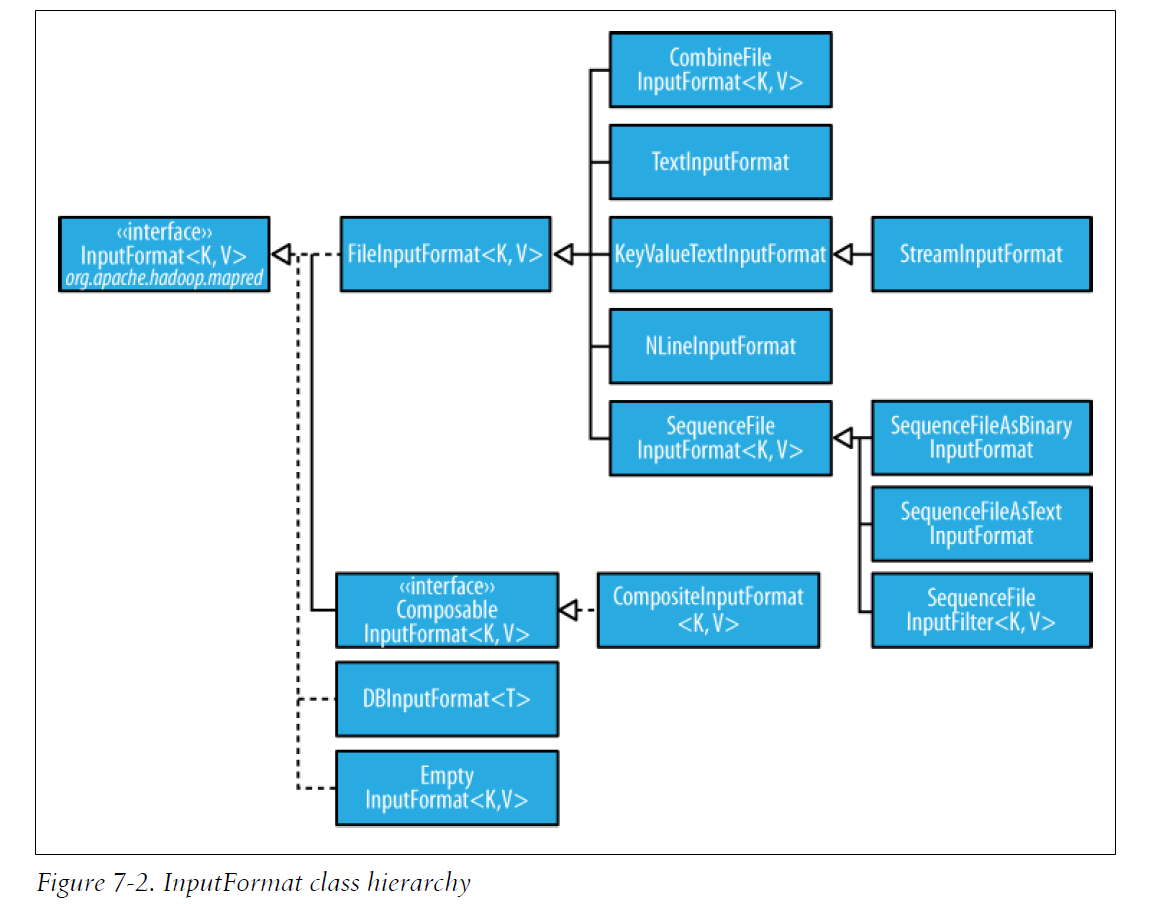 CombineFile
InputFormat<K, V>
TextInputFormat
«interface»
InputFormat<K, V>
org.apache.hadoop.mapred
FileInputFormat<K, V>
KeyValueTextInputFormat
StreamInputFormat
NLineInputFormat
SequenceFile
InputFormat<K, V>
SequenceFileAsBinary
InputFormat
SequenceFileAsText
InputFormat
SequenceFile
InputFilter<K, V>
«interface»
Composable
InputFormat<K, V>
CompositeInputFormat
<K, V>
DBInputFormat<T>
Empty
InputFormat<K,V>
Figure 7-2. InputFormat class hierarchy